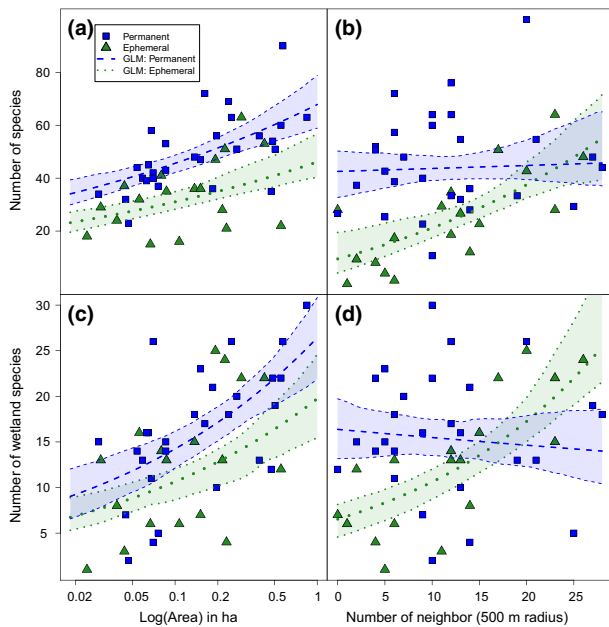 (a)
Permanent
Ephemeral
GLM: Permanent
GLM: Ephemeral
(b)
Number of species
80
60
40
20
(c)
(d)
Number of wetland species
30
25
20
15
10
5
0
0.02 0.05 0.1 0.2 0.5 1
0 5 10 15 20 25
Log(Area) in ha
Number of neighbor (500 m radius)